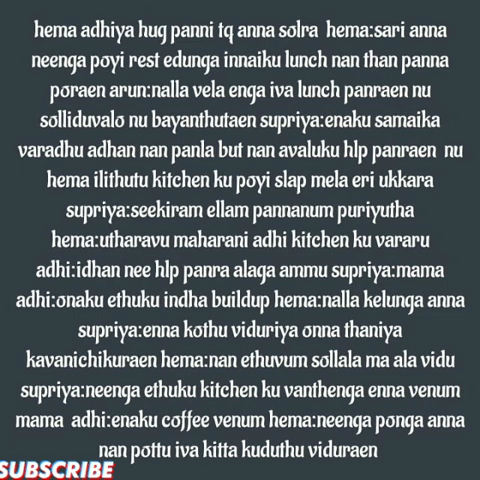 hema adhiya hug panni tq anna solra hema:sari anna
neenga poyi rest edunga innaiku lunch nan than panna
poraen arun:nalla vela enga iva lunch panraen nu
solliduvalo nu bayanthutaen supriya:enaku samaika
varadhu adhan nan panla but nan avaluku hlp panraen nu
hema ilithutu kitchen ku poyi slap mela eri ukkara
supriya:seekiram ellam pannanum puriyutha
hema:utharavu maharani adhi kitchen ku vararu
adhi:idhan nee hlp panra alaga ammu supriya:mama
adhi:onaku ethuku indha buildup hema:nalla kelunga anna
supriya:enna kothu viduriya onna thaniya
kavanichikuraen hema:nan ethuvum sollala ma ala vidu
supriya:neenga ethuku kitchen ku vanthenga enna venum
mama adhi:enaku coffee venum hema:neenga ponga anna
nan pottu iva kitta kuduthu viduraen
SUBSCRIBE